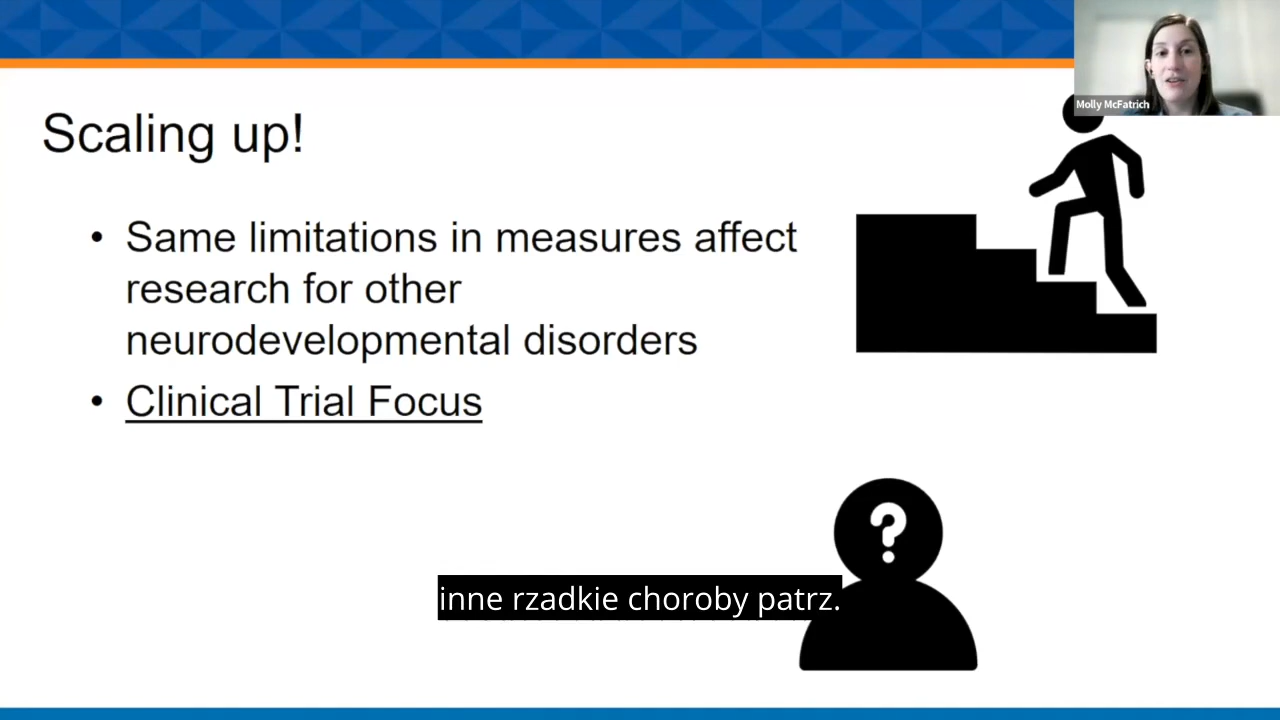 Molly McFatrich
Scaling up!
• Same limitations in measures affect
research for other
neurodevelopmental disorders
• Clinical Trial Focus
?
inne rzadkie choroby patrz.